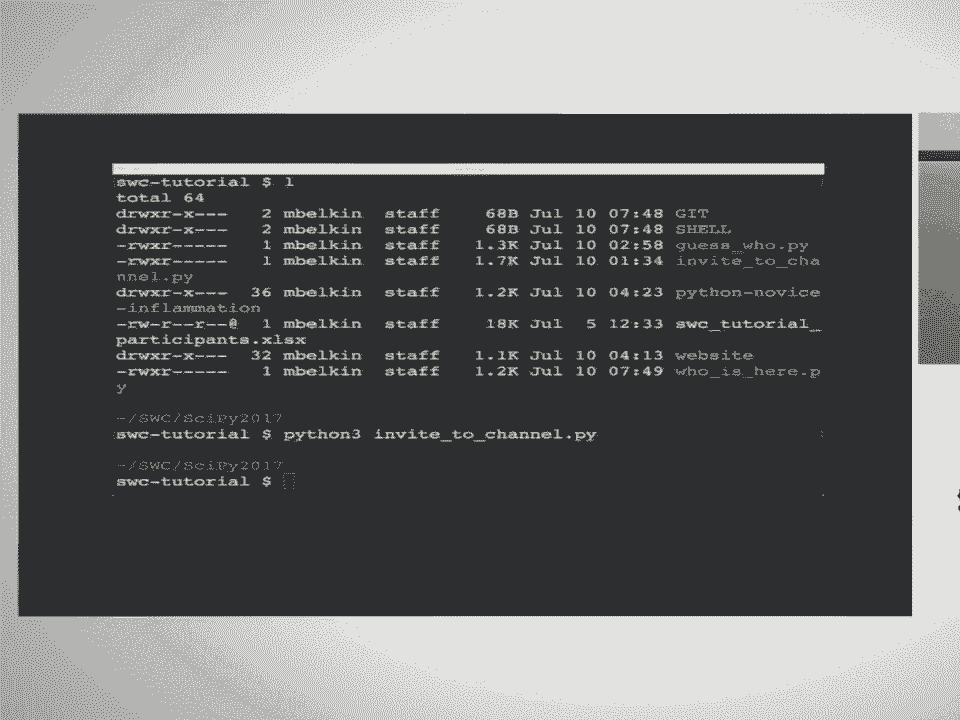 swc-tutorial $ l
total 64
drwxr-x--- 2 mbelkin staff 68B Jul 10 07:48 GIT
drwxr-x--- 2 mbelkin staff 68B Jul 10 07:48 SHELL
-rwxr----- 1 mbelkin staff 1.3K Jul 10 02:58 guess_who.py
-rwxr----- 1 mbelkin staff 1.7K Jul 10 01:34 invite_to_cha
nnel.py
drwxr-x--- 36 mbelkin staff 1.2K Jul 10 04:23 python-novice
-inflammation
-rw-r--r--@ 1 mbelkin staff 18K Jul 5 12:33 swc_tutorial_
participants.xlsx
drwxr-x--- 32 mbelkin staff 1.1K Jul 10 04:13 website
-rwxr----- 1 mbelkin staff 1.2K Jul 10 07:49 who_is_here.p
y
~/SWC/SciPy2017
swc-tutorial $ python3 invite_to_channel.py
~/SWC/SciPy2017
swc-tutorial $